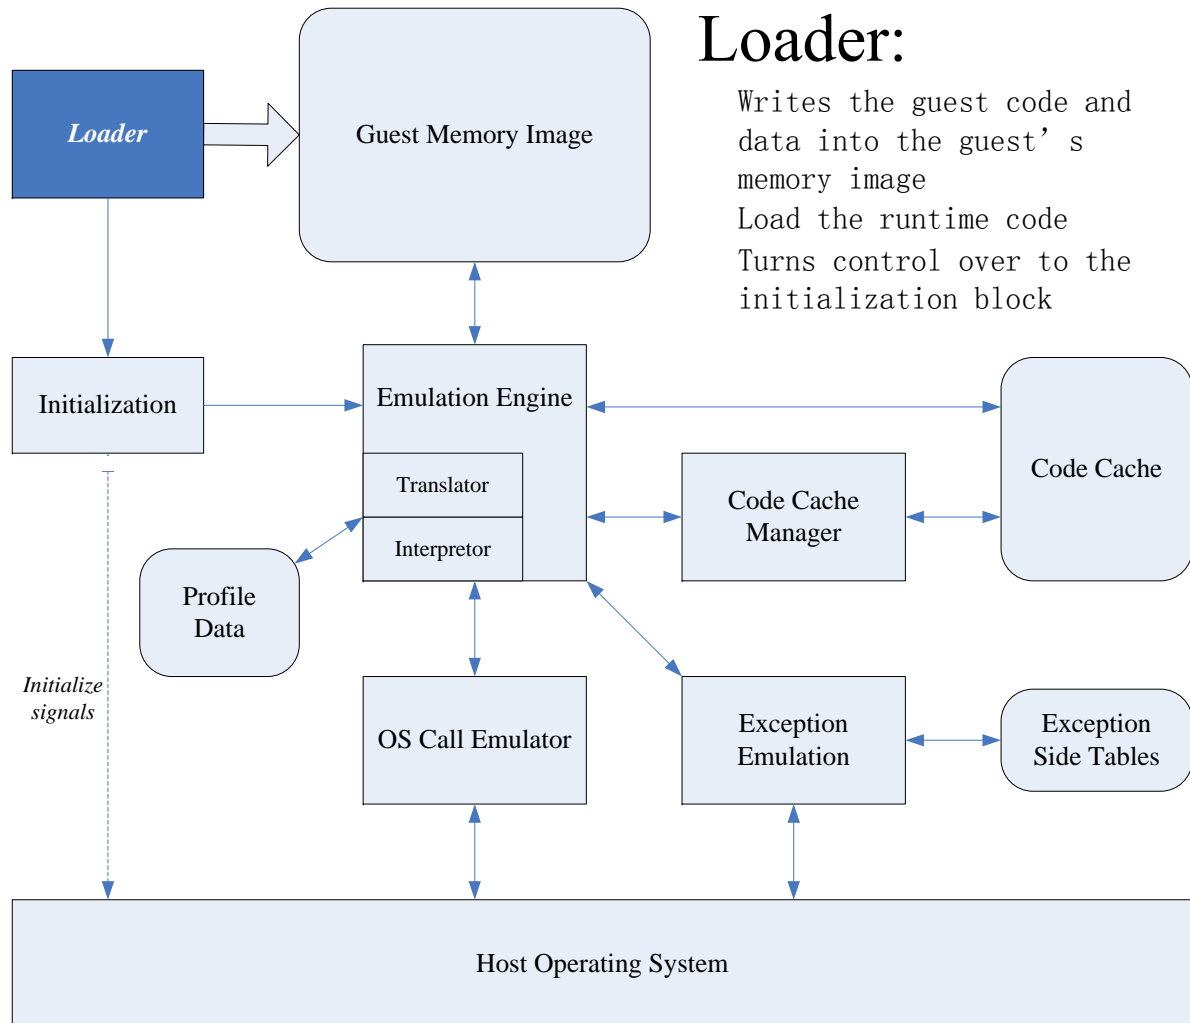 Loader:
Writes the guest code and
data into the guest’s
memory image
Load the runtime code
Turns control over to the
initialization block
Loader
Guest Memory Image
Initialization
Emulation Engine
Translator
Interpretor
Code Cache
Manager
Code Cache
Profile
Data
Initialize
signals
OS Call Emulator
Exception
Emulation
Exception
Side Tables
Host Operating System